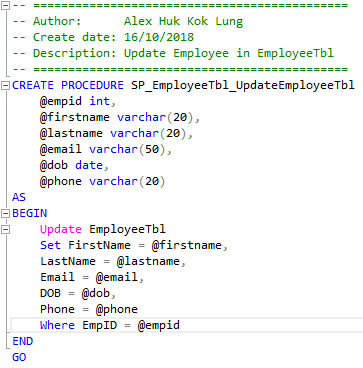 -- =============================================
-- Author:      Alex Huk Kok Lung
-- Create date: 16/10/2018
-- Description: Update Employee in EmployeeTbl
-- =============================================
CREATE PROCEDURE SP_EmployeeTbl_UpdateEmployeeTbl
    @empid int,
    @firstname varchar(20),
    @lastname varchar(20),
    @email varchar(50),
    @dob date,
    @phone varchar(20)
AS
BEGIN
    Update EmployeeTbl
    Set FirstName = @firstname,
    LastName = @lastname,
    Email = @email,
    DOB = @dob,
    Phone = @phone
    Where EmpID = @empid
END
GO